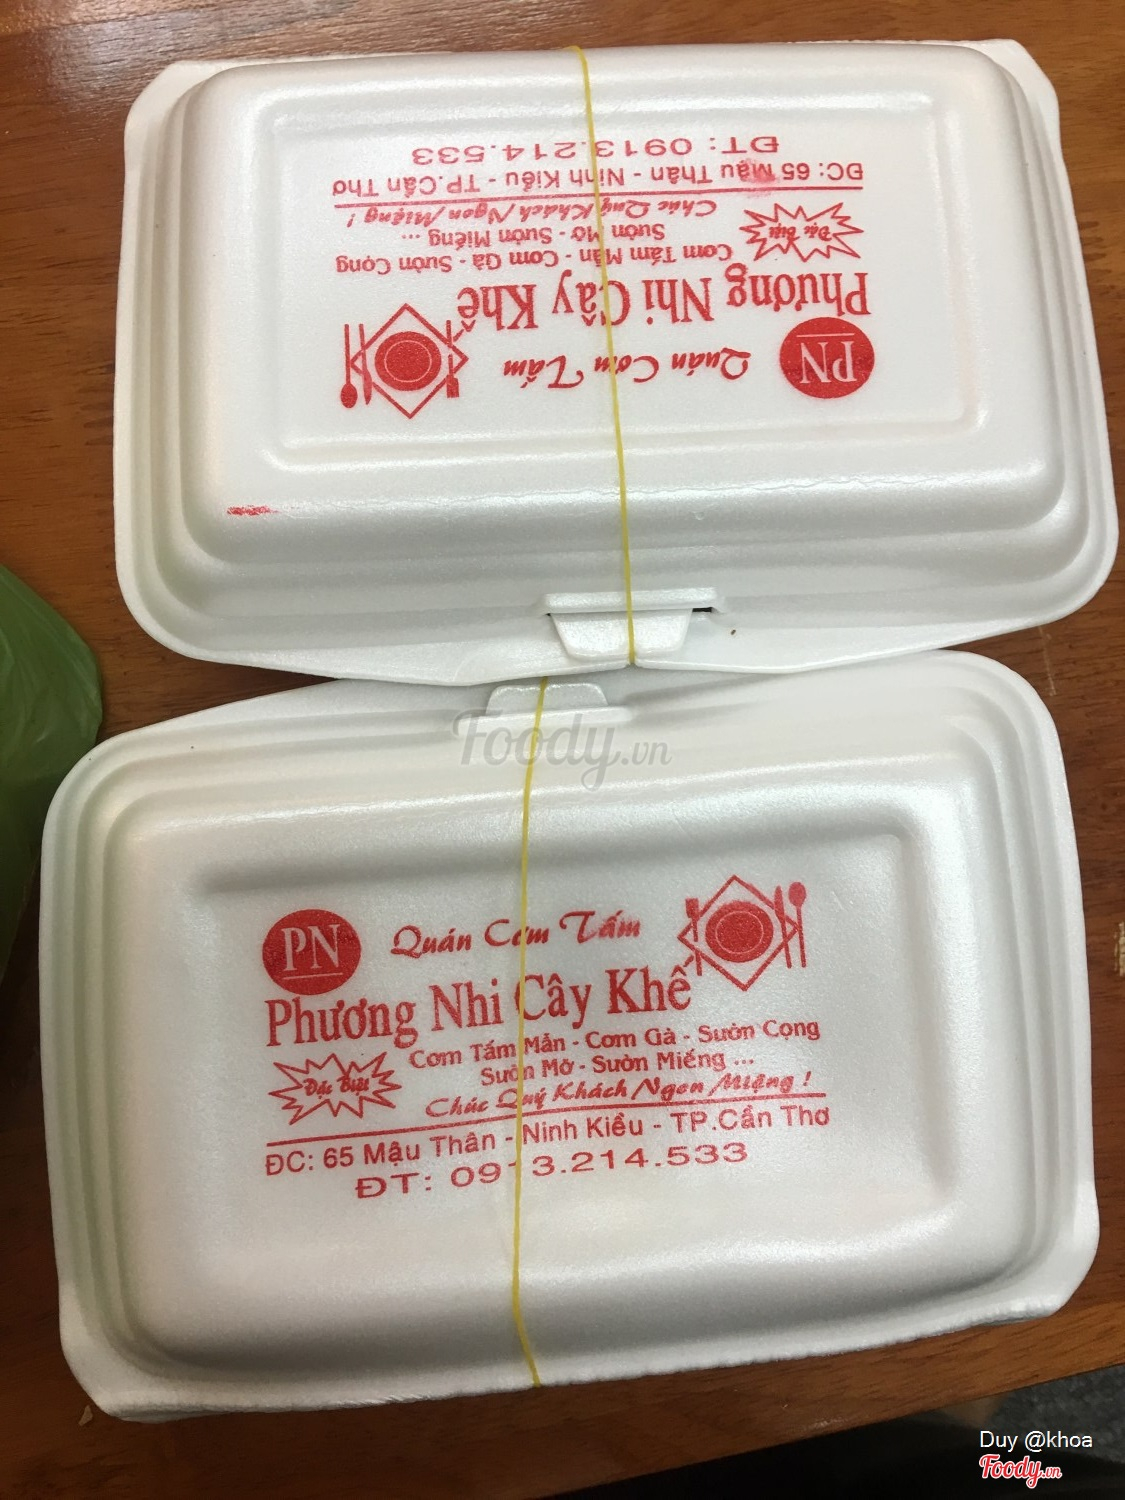 ĐT: 0913.214.533
ĐC: 65 Mậu Thân - Ninh Kiều - TP.Cần Thơ
Chúc Quý Khách Ngon Miệng !
Đặc Biệt
Sườn Mỡ - Sườn Miếng ...
Cơm Tấm Mẳn - Cơm Gà - Sườn Cọng
Phương Nhi Cây Khế
Quán Cơm Tấm
PN
Foody.vn
PN
Quán Cơm Tấm
Phương Nhi Cây Khế
Cơm Tấm Mẳn - Cơm Gà - Sườn Cọng
Đặc Biệt
Sườn Mỡ - Sườn Miếng ...
Chúc Quý Khách Ngon Miệng !
ĐC: 65 Mậu Thân - Ninh Kiều - TP.Cần Thơ
ĐT: 0913.214.533
Duy @khoa
Foody.vn